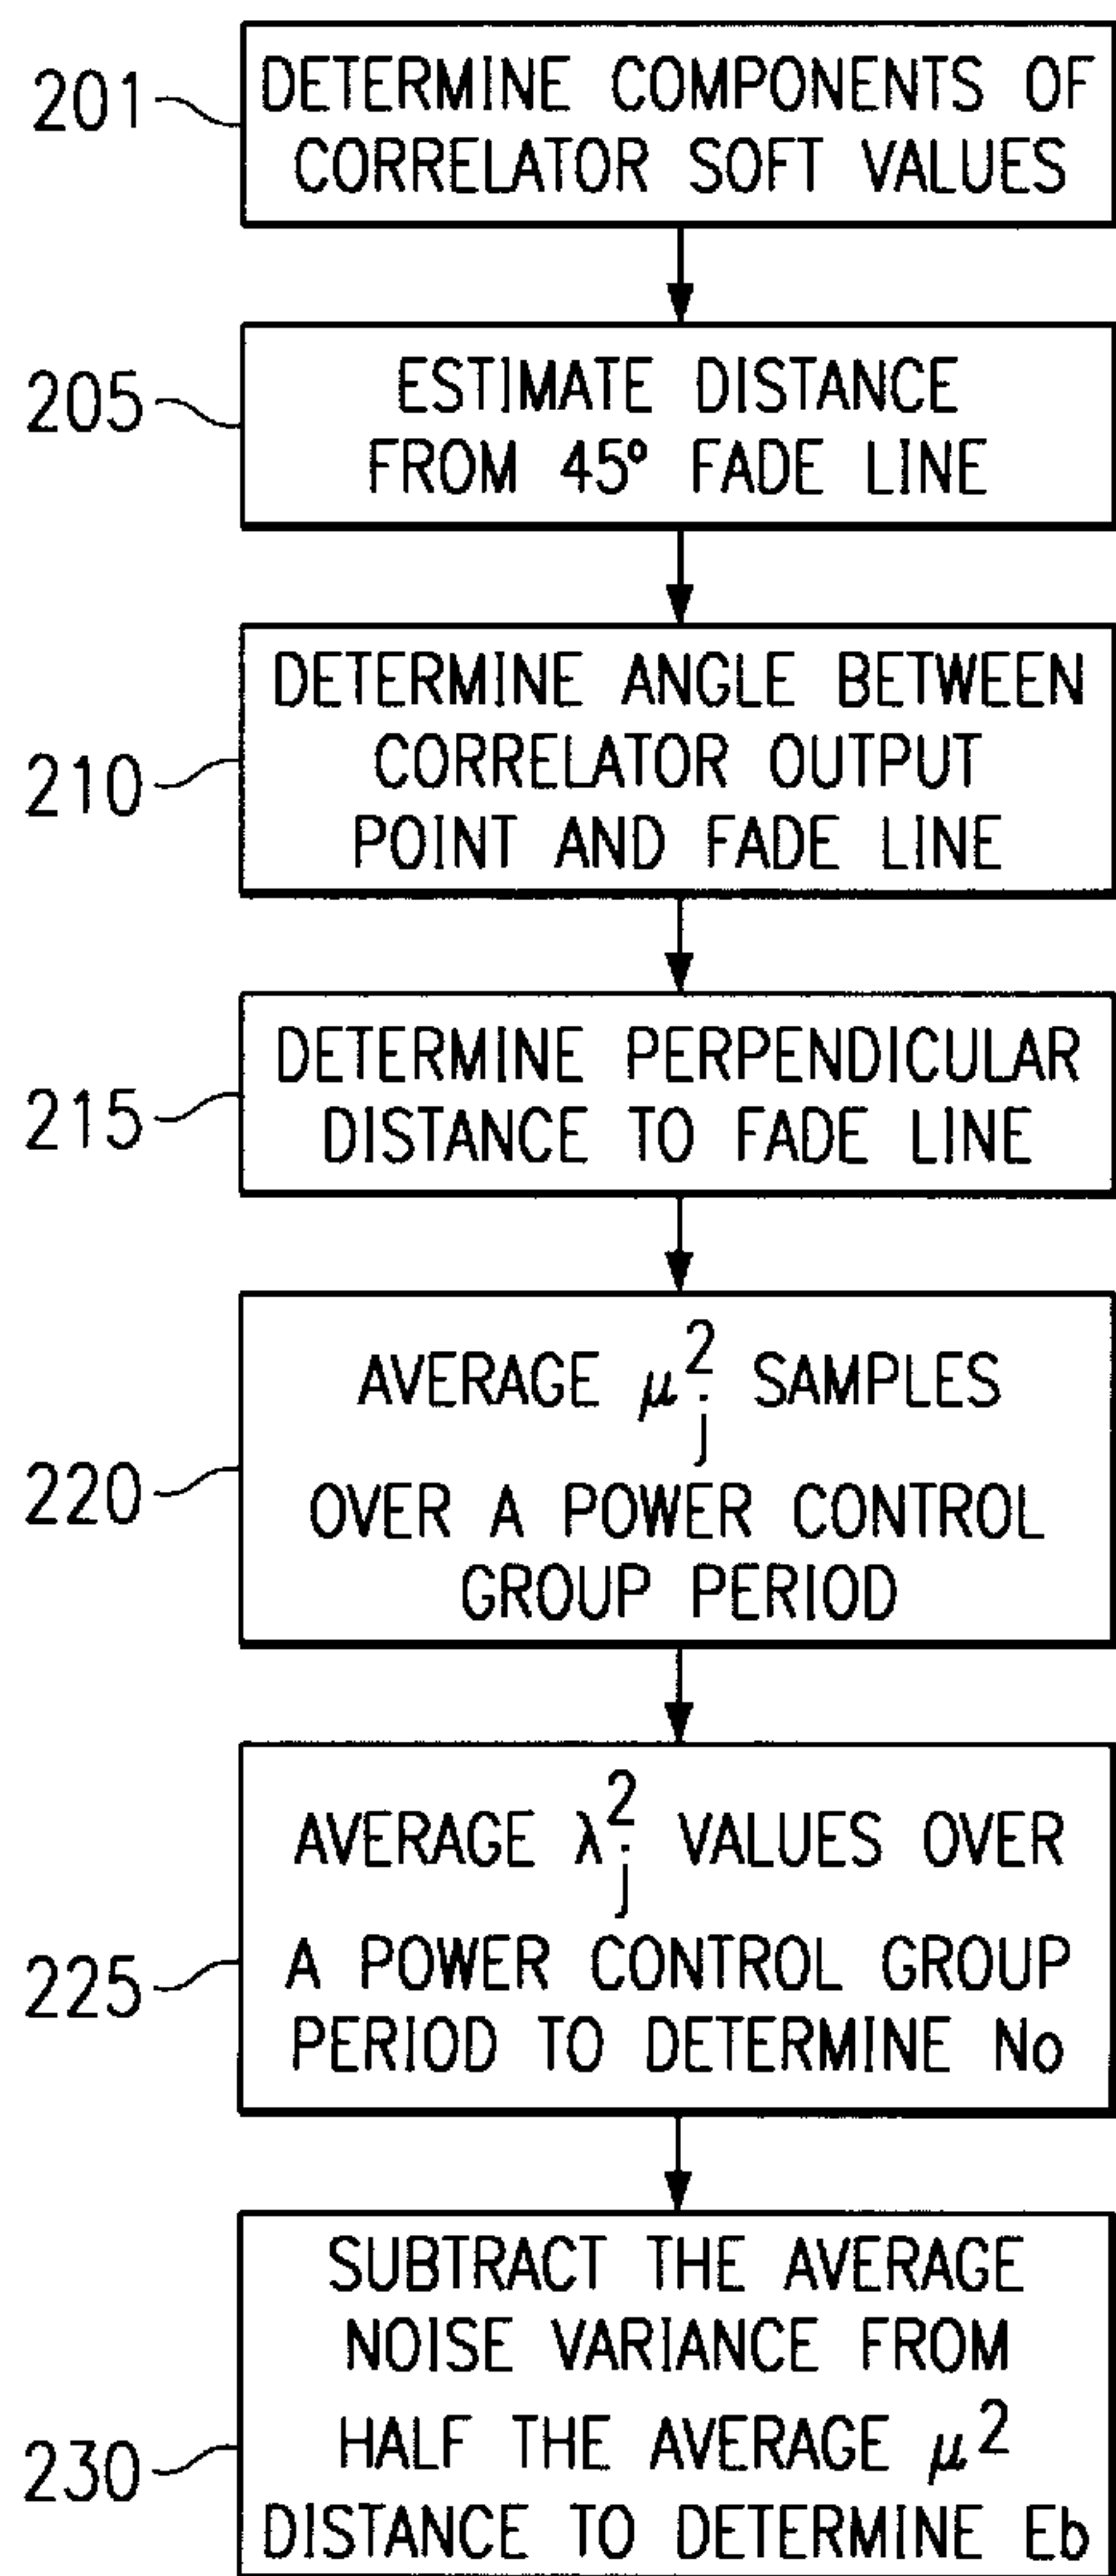 201
DETERMINE COMPONENTS OF
CORRELATOR SOFT VALUES
205
ESTIMATE DISTANCE
FROM 45° FADE LINE
210
DETERMINE ANGLE BETWEEN
CORRELATOR OUTPUT
POINT AND FADE LINE
215
DETERMINE PERPENDICULAR
DISTANCE TO FADE LINE
220
AVERAGE μ²j SAMPLES
OVER A POWER CONTROL
GROUP PERIOD
225
AVERAGE λ²j VALUES OVER
A POWER CONTROL GROUP
PERIOD TO DETERMINE No
230
SUBTRACT THE AVERAGE
NOISE VARIANCE FROM
HALF THE AVERAGE μ²
DISTANCE TO DETERMINE Eb